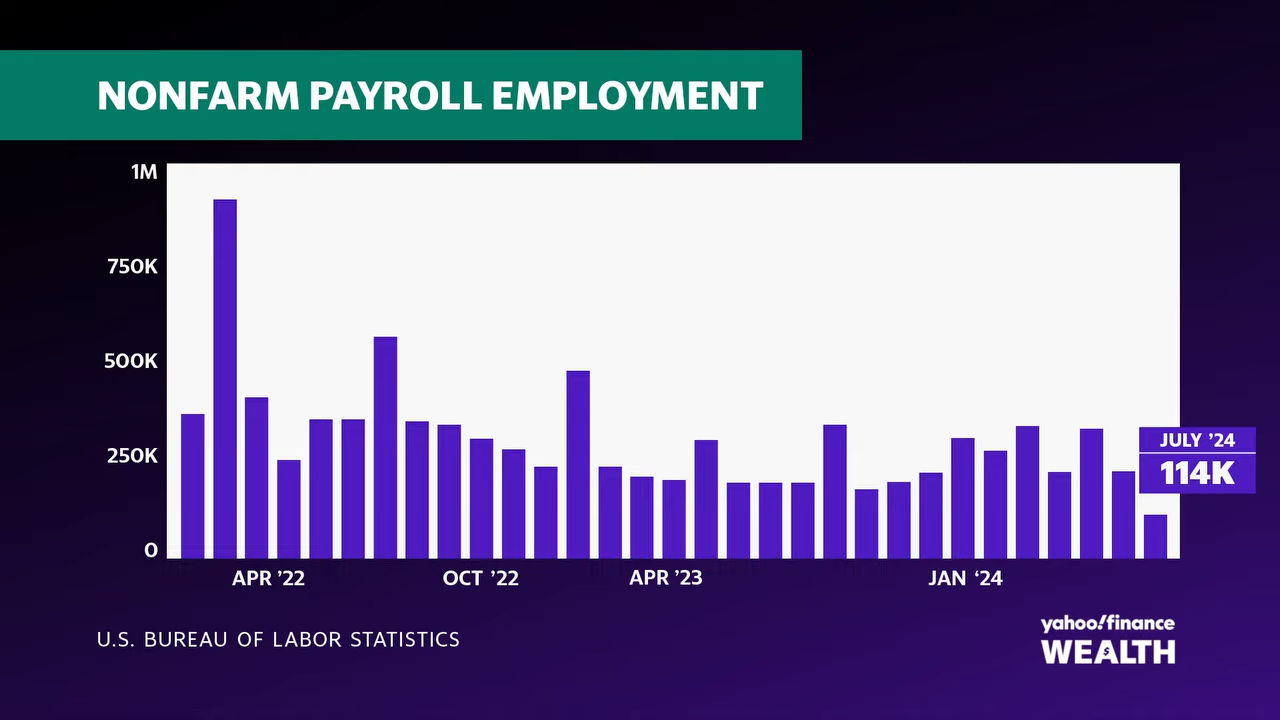 NONFARM PAYROLL EMPLOYMENT
1M
750K
500K
250K
0
JULY ’24
114K
APR ’22
OCT ’22
APR ’23
JAN ‘24
U.S. BUREAU OF LABOR STATISTICS
yahoo!finance
WEALTH